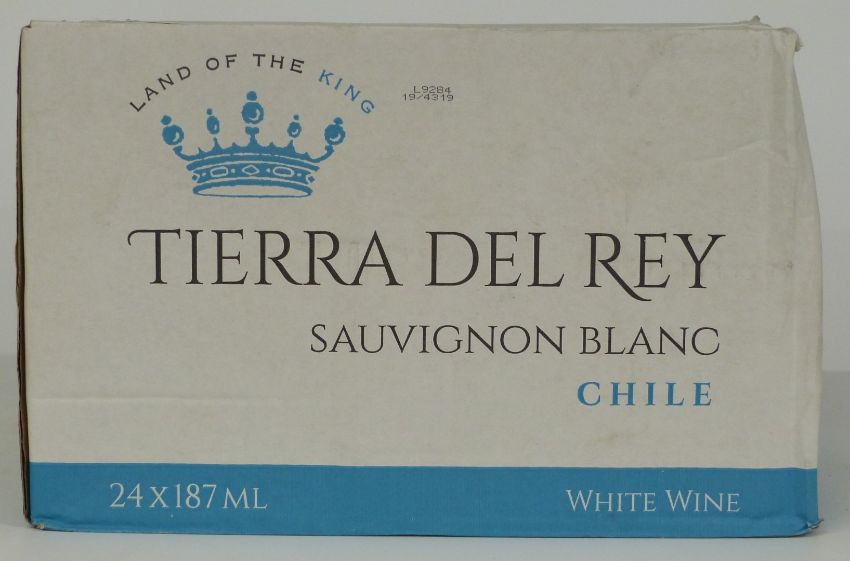 LAND OF THE KING
L9284
19/4319
TIERRA DEL REY
SAUVIGNON BLANC
CHILE
24 X 187 ML
WHITE WINE